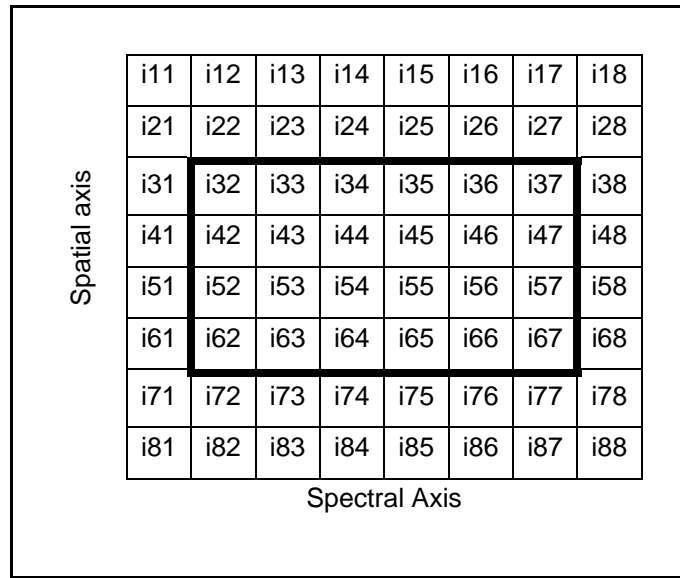 i11 i12 i13 i14 i15 i16 i17 i18
i21 i22 i23 i24 i25 i26 i27 i28
i31 i32 i33 i34 i35 i36 i37 i38
i41 i42 i43 i44 i45 i46 i47 i48
i51 i52 i53 i54 i55 i56 i57 i58
i61 i62 i63 i64 i65 i66 i67 i68
i71 i72 i73 i74 i75 i76 i77 i78
i81 i82 i83 i84 i85 i86 i87 i88
Spatial axis
Spectral Axis